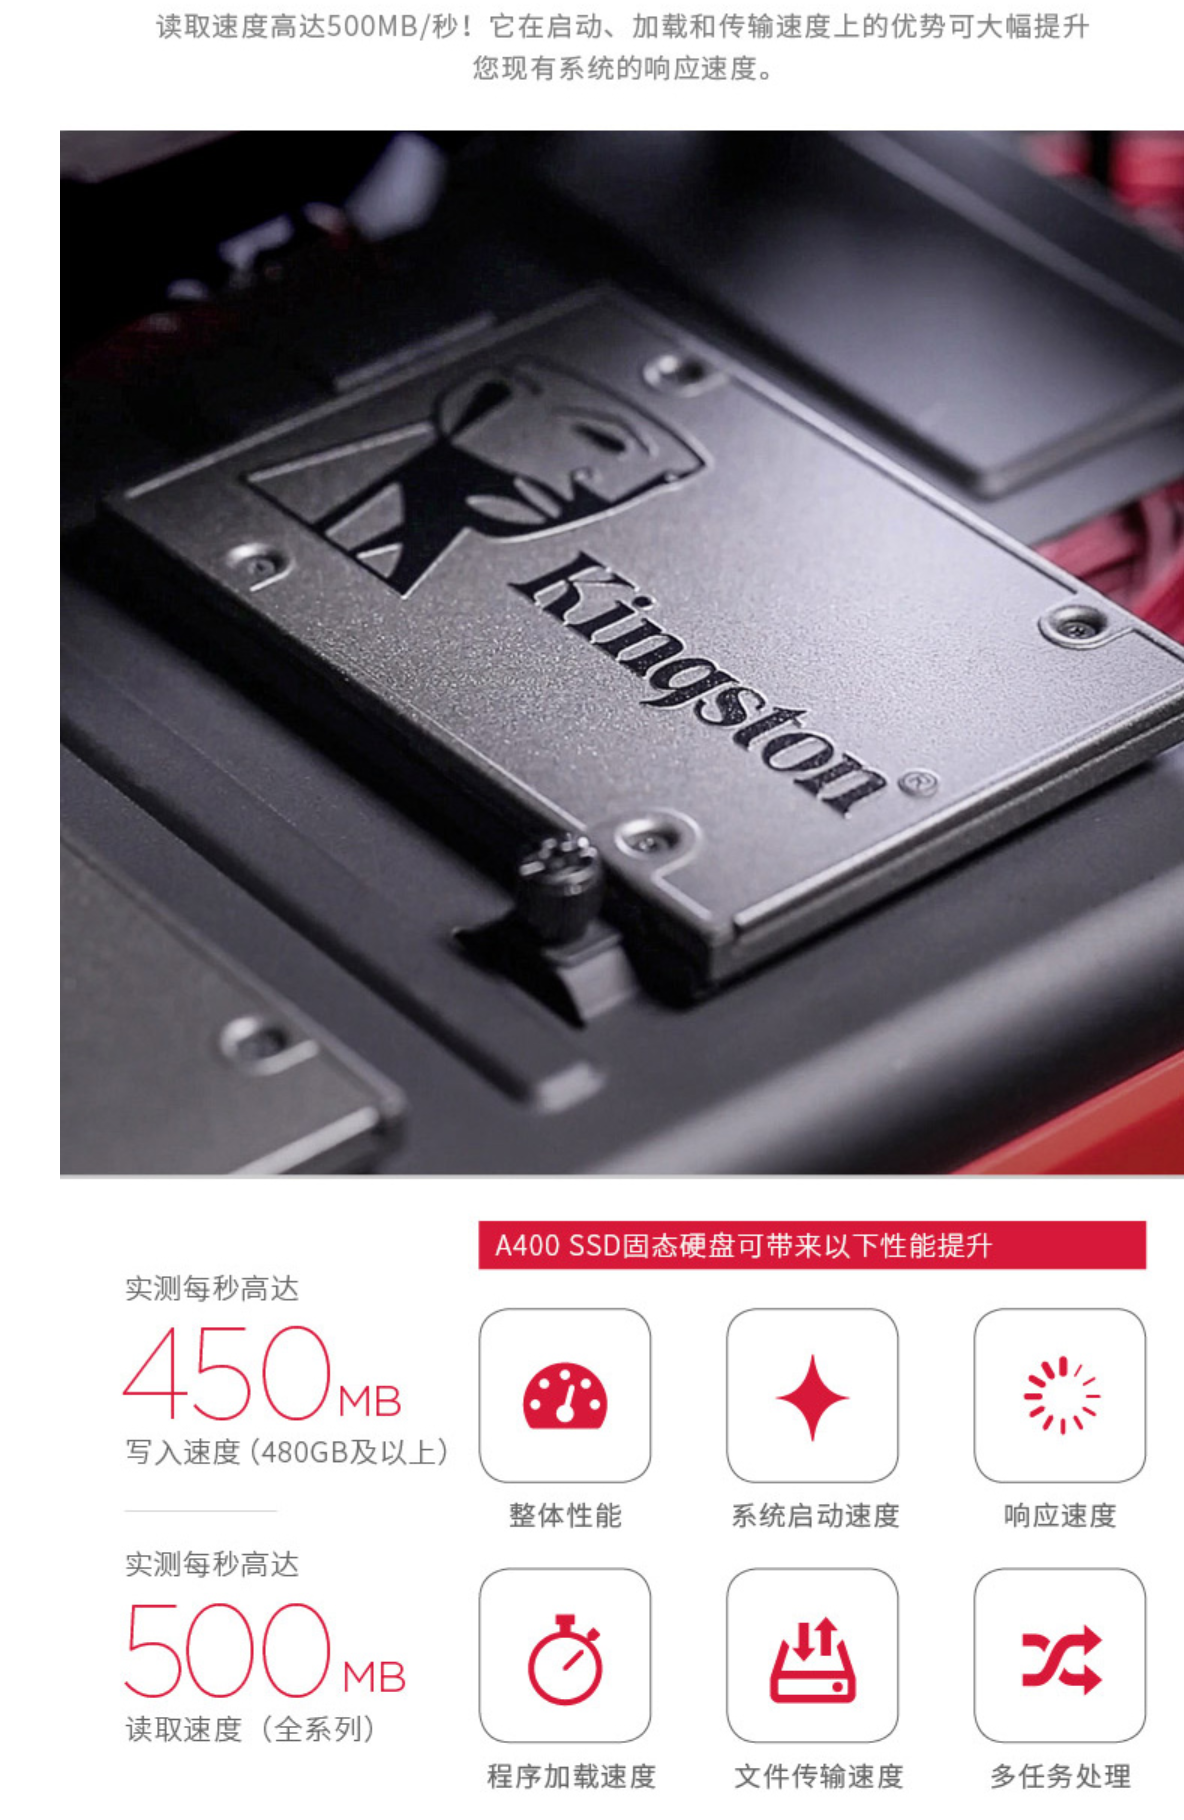 读取速度高达500MB/秒！它在启动、加载和传输速度上的优势可大幅提升
您现有系统的响应速度。
Kingston®
A400 SSD固态硬盘可带来以下性能提升
实测每秒高达
450MB
写入速度（480GB及以上）
实测每秒高达
500MB
读取速度（全系列）
整体性能
系统启动速度
响应速度
程序加载速度
文件传输速度
多任务处理